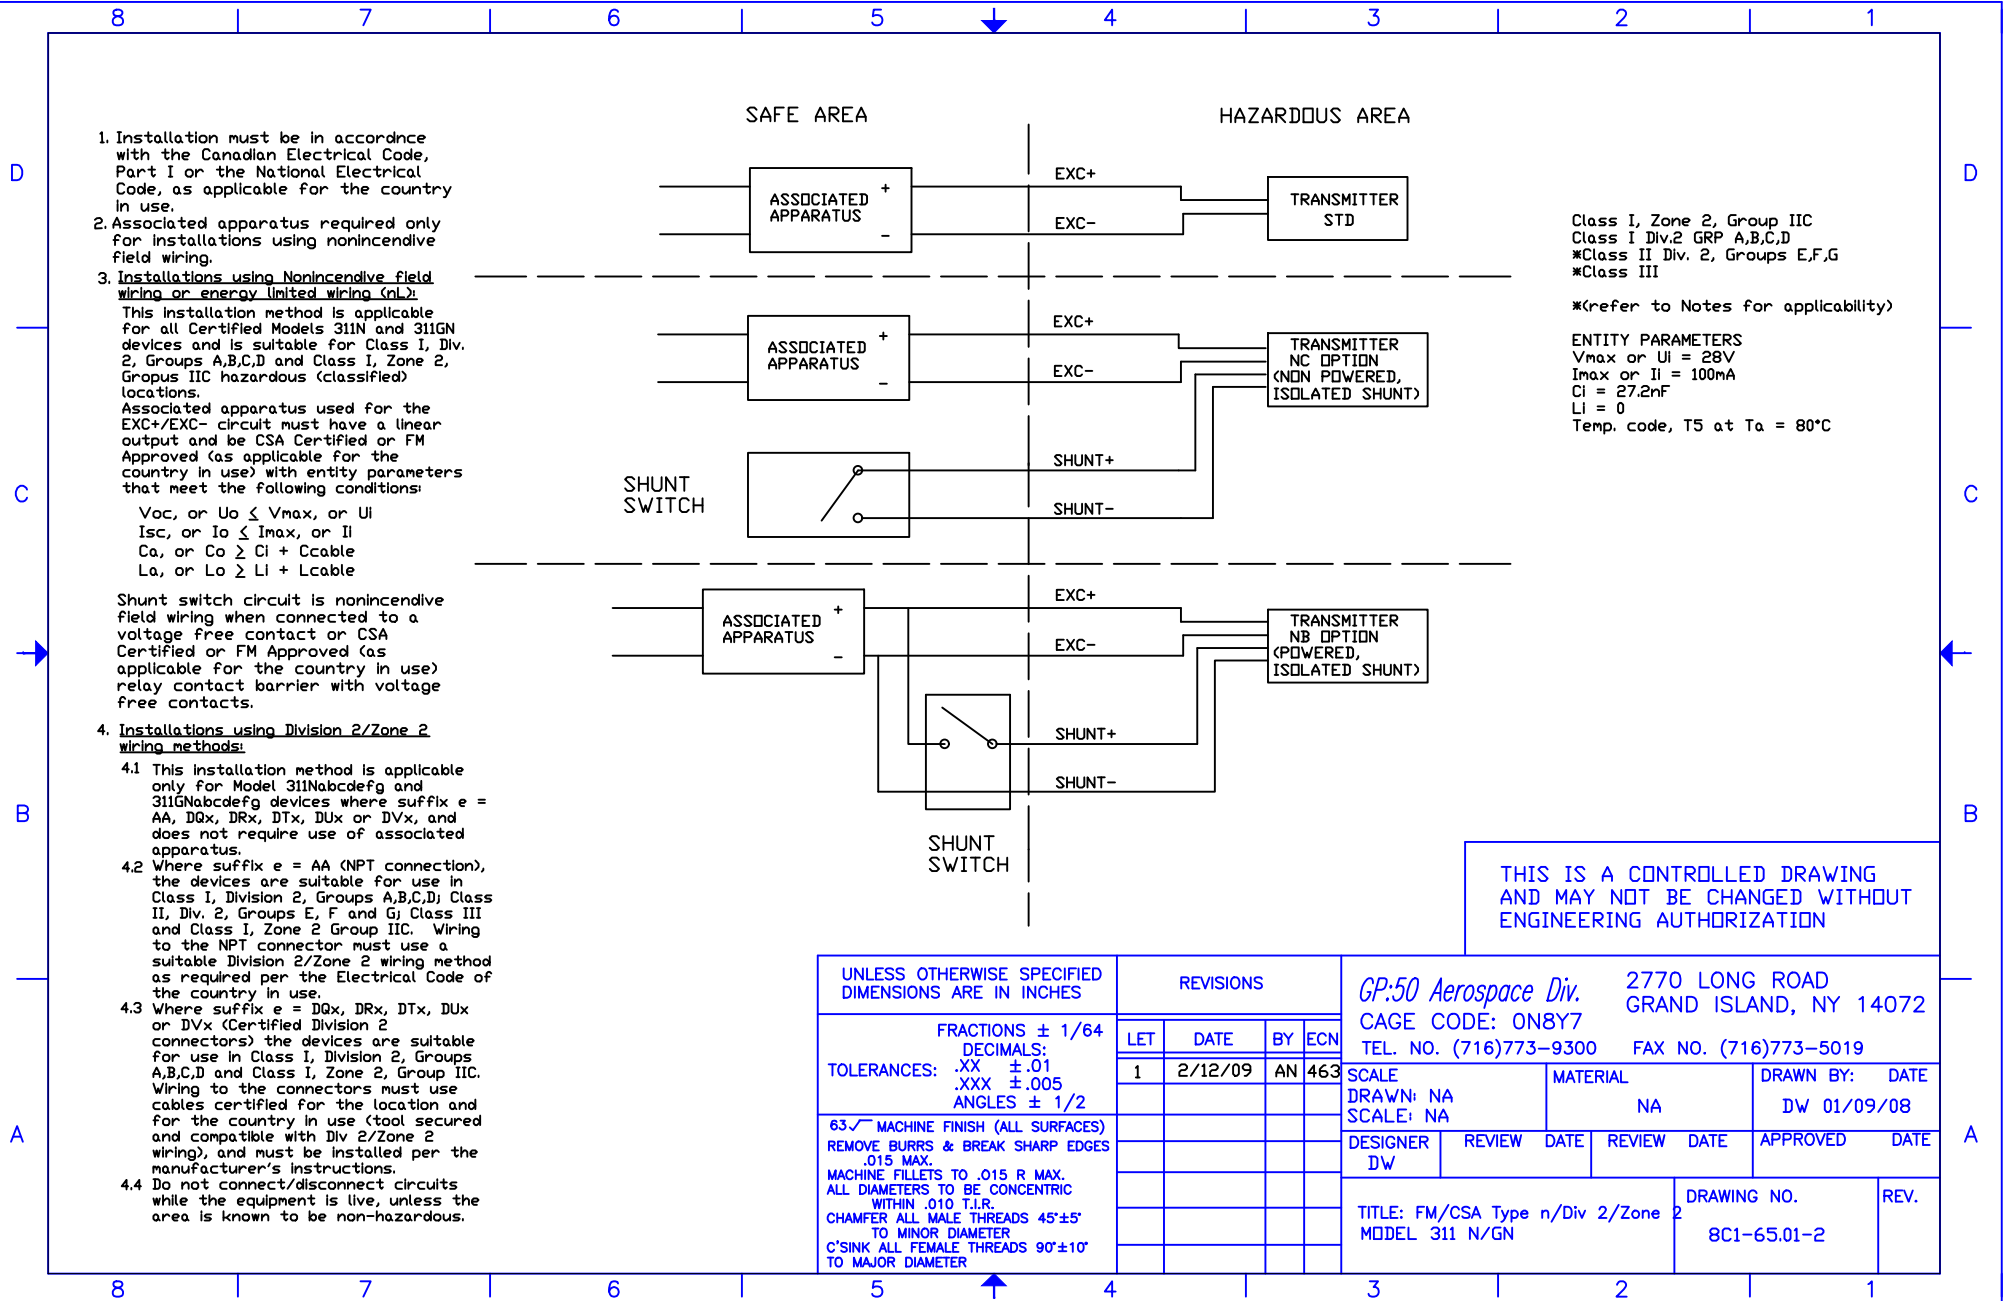 8 7 6 5 4 3 2 1
D
C
B
A
D
C
B
A
1. Installation must be in accordnce
with the Canadian Electrical Code,
Part I or the National Electrical
Code, as applicable for the country
in use.
2. Associated apparatus required only
for installations using nonincendive
field wiring.
3. Installations using Nonincendive field
wiring or energy limited wiring (nL):
This installation method is applicable
for all Certified Models 311N and 311GN
devices and is suitable for Class I, Div.
2, Groups A,B,C,D and Class I, Zone 2,
Gropus IIC hazardous (classified)
locations.
Associated apparatus used for the
EXC+/EXC- circuit must have a linear
output and be CSA Certified or FM
Approved (as applicable for the
country in use) with entity parameters
that meet the following conditions:
Voc, or Uo ≤ Vmax, or Ui
Isc, or Io ≤ Imax, or Ii
Ca, or Co ≥ Ci + Ccable
La, or Lo ≥ Li + Lcable
Shunt switch circuit is nonincendive
field wiring when connected to a
voltage free contact or CSA
Certified or FM Approved (as
applicable for the country in use)
relay contact barrier with voltage
free contacts.
4. Installations using Division 2/Zone 2
wiring methods:
4.1 This installation method is applicable
only for Model 311Nabcdefg and
311GNabcdefg devices where suffix e =
AA, DQx, DRx, DTx, DUx or DVx, and
does not require use of associated
apparatus.
4.2 Where suffix e = AA (NPT connection),
the devices are suitable for use in
Class I, Division 2, Groups A,B,C,D; Class
II, Div. 2, Groups E, F and G; Class III
and Class I, Zone 2 Group IIC. Wiring
to the NPT connector must use a
suitable Division 2/Zone 2 wiring method
as required per the Electrical Code of
the country in use.
4.3 Where suffix e = DQx, DRx, DTx, DUx
or DVx (Certified Division 2
connectors) the devices are suitable
for use in Class I, Division 2, Groups
A,B,C,D and Class I, Zone 2, Group IIC.
Wiring to the connectors must use
cables certified for the location and
for the country in use (tool secured
and compatible with Div 2/Zone 2
wiring), and must be installed per the
manufacturer's instructions.
4.4 Do not connect/disconnect circuits
while the equipment is live, unless the
area is known to be non-hazardous.
SAFE AREA
HAZARDOUS AREA
ASSOCIATED
APPARATUS
+
-
EXC+
EXC-
TRANSMITTER
STD
ASSOCIATED
APPARATUS
+
-
EXC+
EXC-
TRANSMITTER
NC OPTION
(NON POWERED,
ISOLATED SHUNT)
SHUNT
SWITCH
SHUNT+
SHUNT-
ASSOCIATED
APPARATUS
+
-
EXC+
EXC-
TRANSMITTER
NB OPTION
(POWERED,
ISOLATED SHUNT)
SHUNT+
SHUNT-
SHUNT
SWITCH
Class I, Zone 2, Group IIC
Class I Div.2 GRP A,B,C,D
*Class II Div. 2, Groups E,F,G
*Class III
*(refer to Notes for applicability)
ENTITY PARAMETERS
Vmax or Ui = 28V
Imax or Ii = 100mA
Ci = 27.2nF
Li = 0
Temp. code, T5 at Ta = 80°C
THIS IS A CONTROLLED DRAWING
AND MAY NOT BE CHANGED WITHOUT
ENGINEERING AUTHORIZATION
UNLESS OTHERWISE SPECIFIED
DIMENSIONS ARE IN INCHES
FRACTIONS ± 1/64
DECIMALS:
TOLERANCES: .XX ±.01
.XXX ±.005
ANGLES ± 1/2
63√ MACHINE FINISH (ALL SURFACES)
REMOVE BURRS & BREAK SHARP EDGES
.015 MAX.
MACHINE FILLETS TO .015 R MAX.
ALL DIAMETERS TO BE CONCENTRIC
WITHIN .010 T.I.R.
CHAMFER ALL MALE THREADS 45°±5°
TO MINOR DIAMETER
C'SINK ALL FEMALE THREADS 90°±10°
TO MAJOR DIAMETER
REVISIONS
LET DATE BY ECN
1 2/12/09 AN 463
GP:50 Aerospace Div.
CAGE CODE: 0N8Y7
2770 LONG ROAD
GRAND ISLAND, NY 14072
TEL. NO. (716)773-9300 FAX NO. (716)773-5019
SCALE
DRAWN: NA
SCALE: NA
MATERIAL
NA
DRAWN BY: DATE
DW 01/09/08
DESIGNER
DW
REVIEW DATE
REVIEW DATE
APPROVED DATE
TITLE: FM/CSA Type n/Div 2/Zone 2
MODEL 311 N/GN
DRAWING NO.
8C1-65.01-2
REV.
8 7 6 5 4 3 2 1